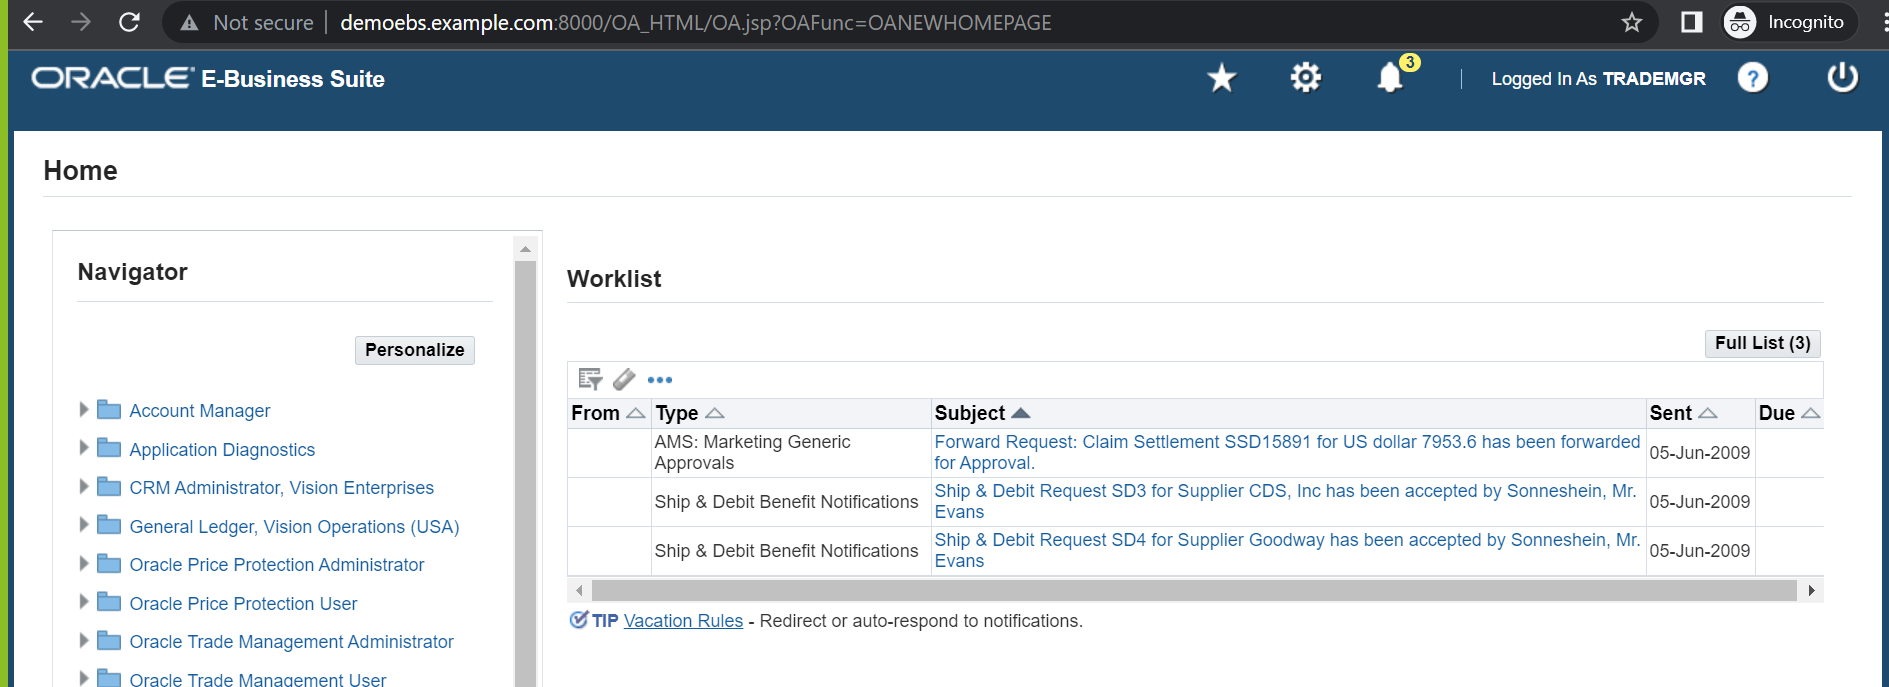 Not secure demoebs.example.com:8000/OA_HTML/OA.jsp?OAFunc=OANEWHOMEPAGE Incognito
ORACLE E-Business Suite 3 Logged In As TRADEMGR ?
Home
Navigator
Personalize
Account Manager
Application Diagnostics
CRM Administrator, Vision Enterprises
General Ledger, Vision Operations (USA)
Oracle Price Protection Administrator
Oracle Price Protection User
Oracle Trade Management Administrator
Oracle Trade Management User
Worklist
Full List (3)
From Type Subject Sent Due
AMS: Marketing Generic
Approvals
Forward Request: Claim Settlement SSD15891 for US dollar 7953.6 has been forwarded
for Approval.
05-Jun-2009
Ship & Debit Benefit Notifications
Ship & Debit Request SD3 for Supplier CDS, Inc has been accepted by Sonneshein, Mr.
Evans
05-Jun-2009
Ship & Debit Benefit Notifications
Ship & Debit Request SD4 for Supplier Goodway has been accepted by Sonneshein, Mr.
Evans
05-Jun-2009
TIP Vacation Rules - Redirect or auto-respond to notifications.